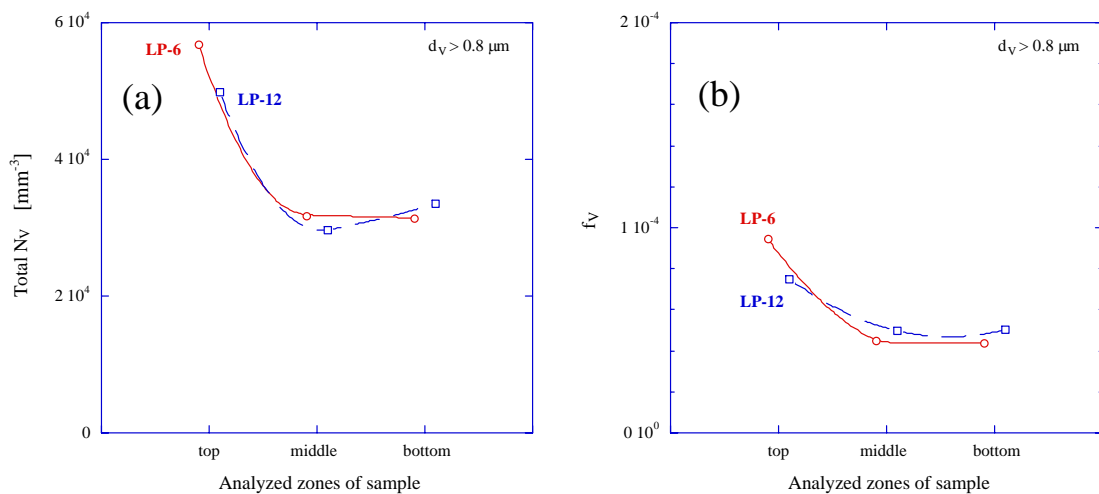 6 10⁴
LP-6
d_V > 0.8 μm
(a)
LP-12
4 10⁴
Total N_V [mm⁻³]
2 10⁴
0
top middle bottom
Analyzed zones of sample
2 10⁻⁴
d_V > 0.8 μm
(b)
LP-6
1 10⁻⁴
f_V
LP-12
0 10⁰
top middle bottom
Analyzed zones of sample